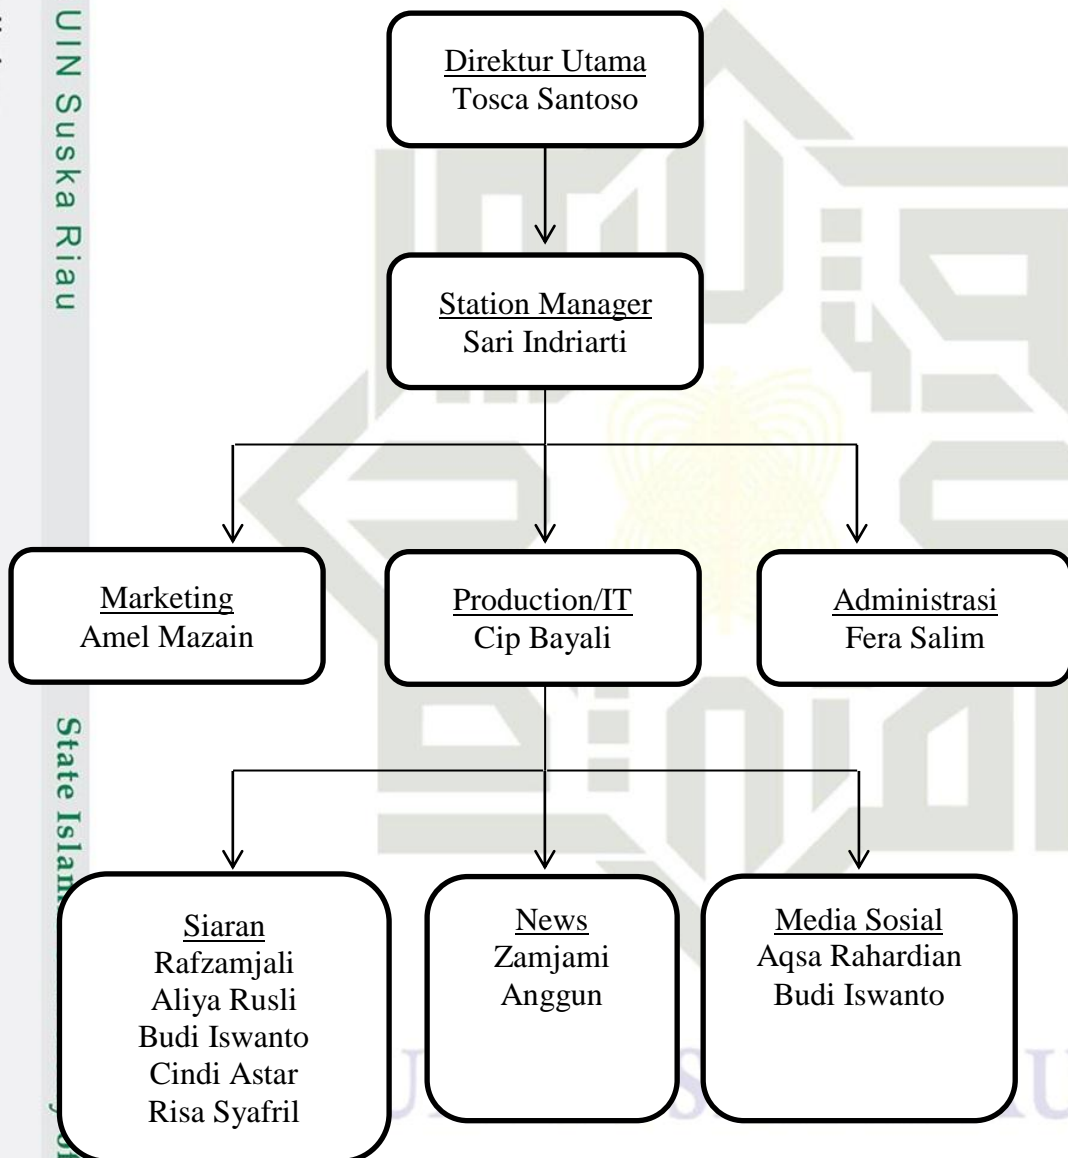 UIN Suska Riau
Direktur Utama
Tosca Santoso
Station Manager
Sari Indriarti
Marketing
Amel Mazain
Production/IT
Cip Bayali
Administrasi
Fera Salim
State
Siaran
Rafzamjali
Aliya Rusli
Budi Iswanto
Cindi Astar
Risa Syafril
News
Zamjami
Anggun
Media Sosial
Aqsa Rahardian
Budi Iswanto